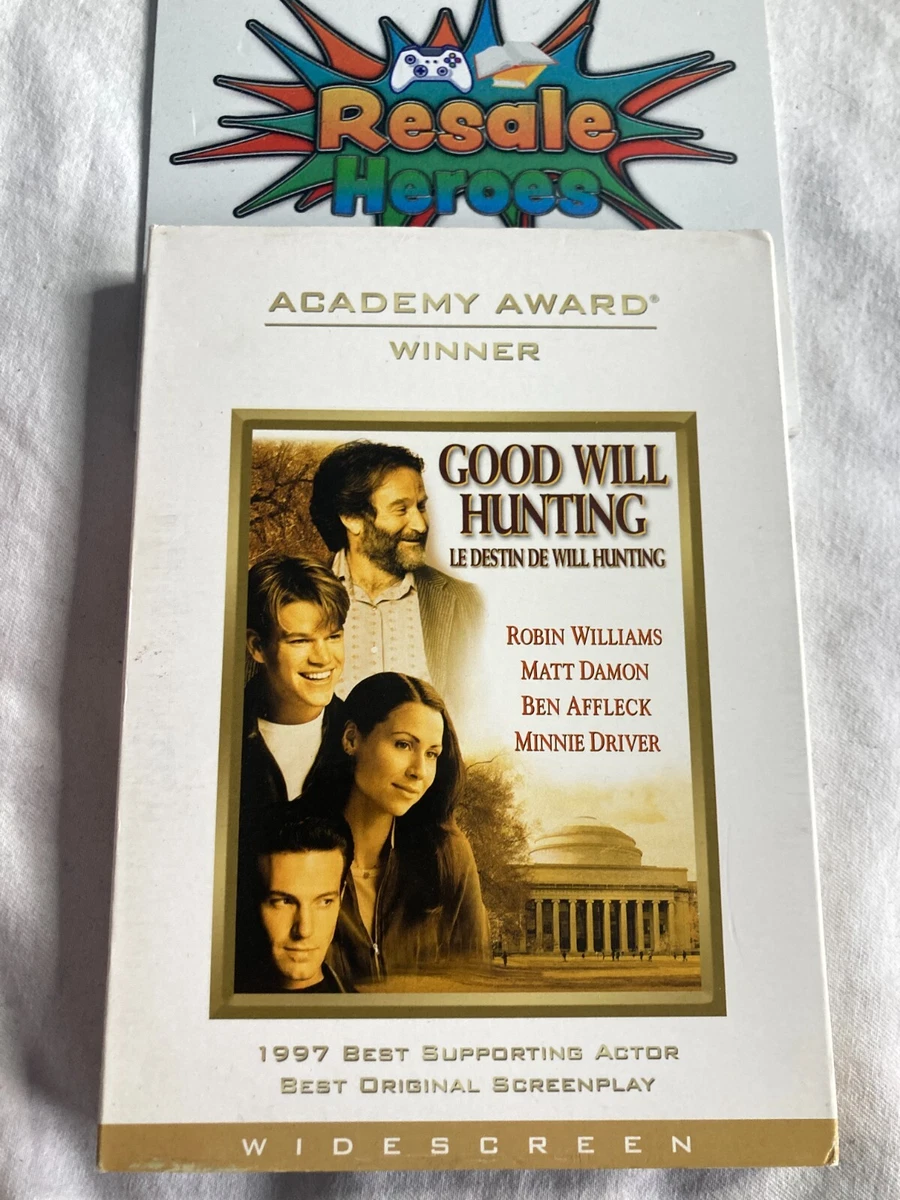 Resale
Heroes
ACADEMY AWARD®
WINNER
GOOD WILL
HUNTING
LE DESTIN DE WILL HUNTING
ROBIN WILLIAMS
MATT DAMON
BEN AFFLECK
MINNIE DRIVER
1997 BEST SUPPORTING ACTOR
BEST ORIGINAL SCREENPLAY
WIDESCREEN